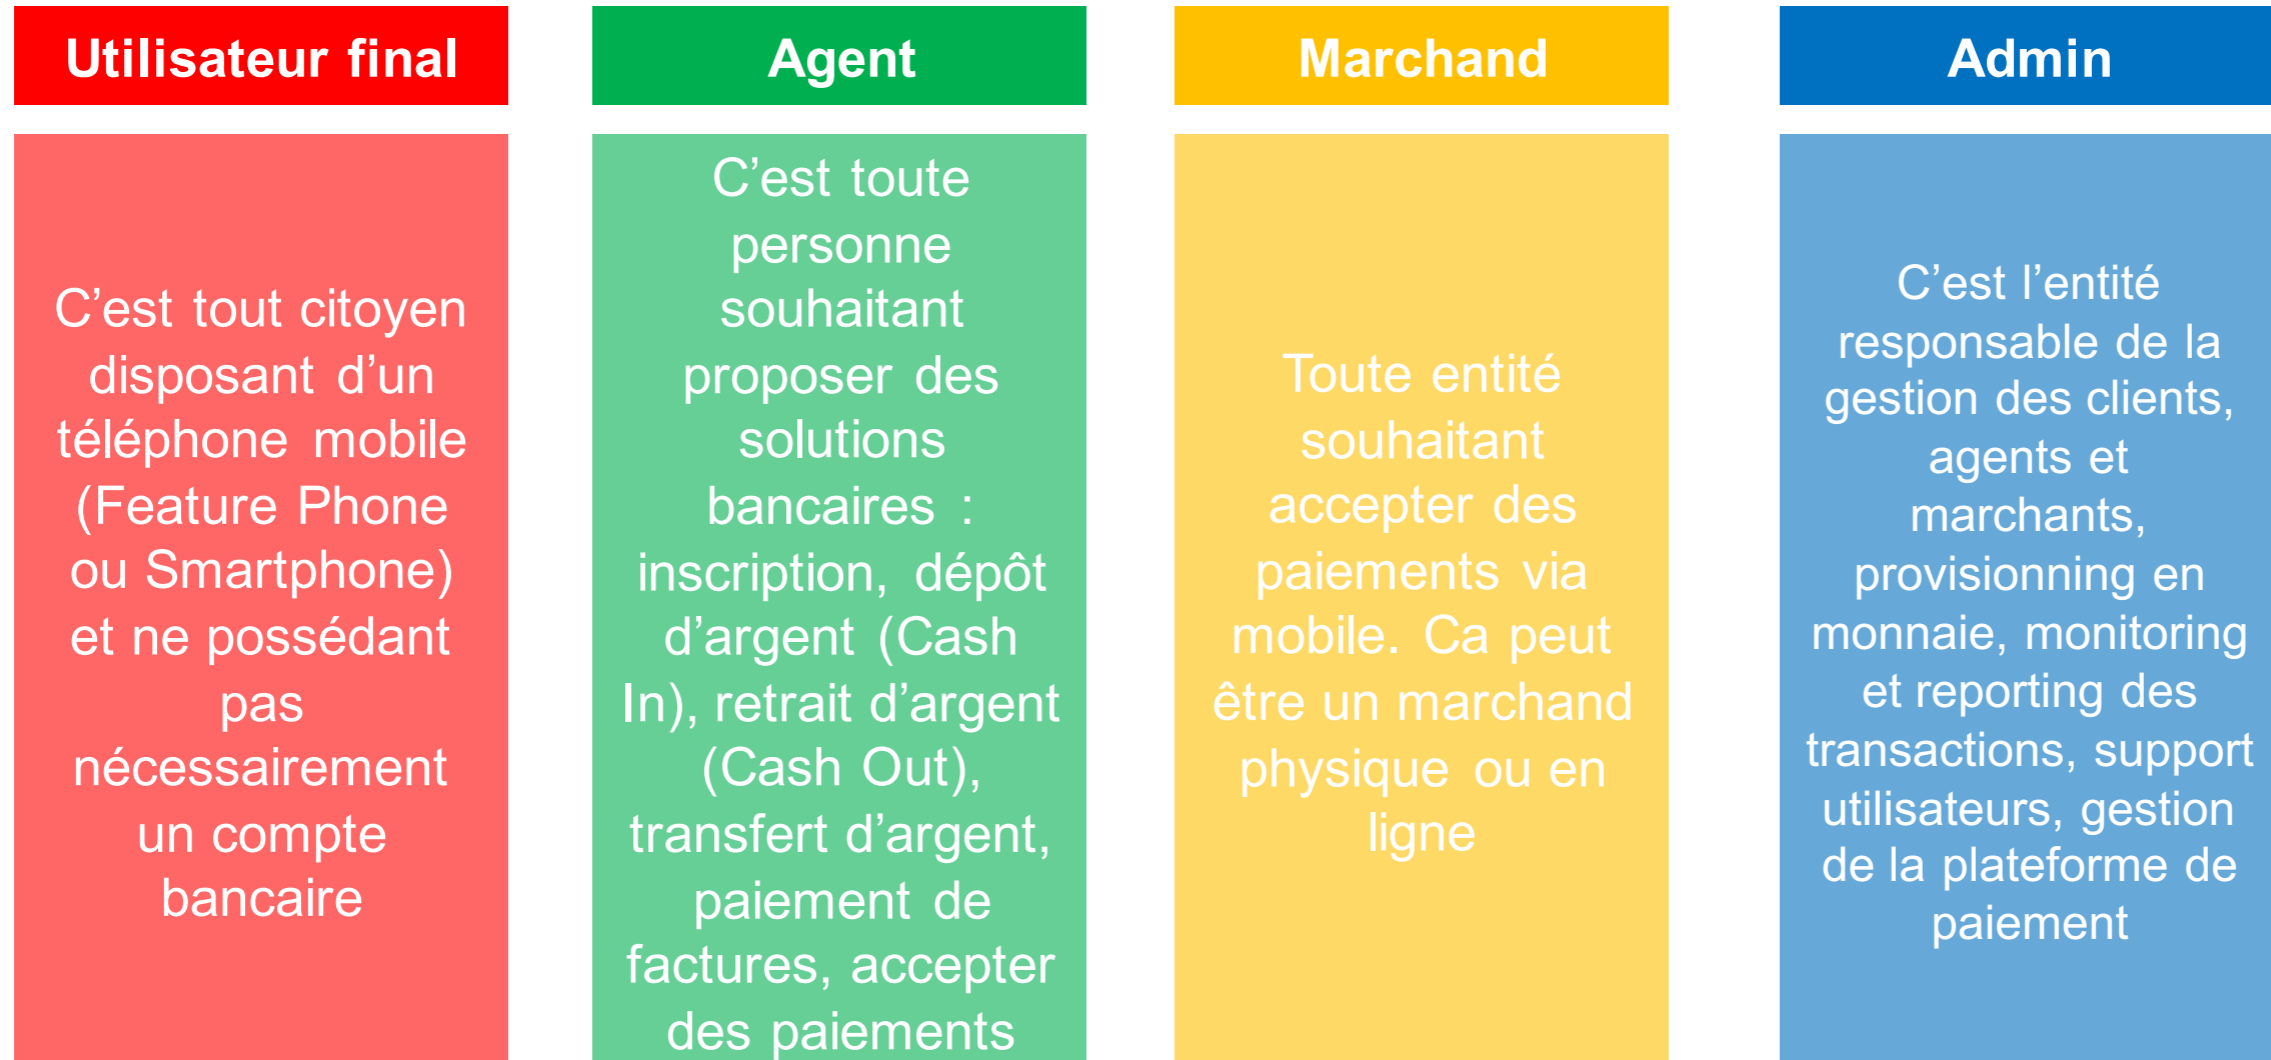 Utilisateur final
C’est tout citoyen
disposant d’un
téléphone mobile
(Feature Phone
ou Smartphone)
et ne possédant
pas
nécessairement
un compte
bancaire
Agent
C’est toute
personne
souhaitant
proposer des
solutions
bancaires :
inscription, dépôt
d’argent (Cash
In), retrait d’argent
(Cash Out),
transfert d’argent,
paiement de
factures, accepter
des paiements
Marchand
Toute entité
souhaitant
accepter des
paiements via
mobile. Ca peut
être un marchand
physique ou en
ligne
Admin
C’est l’entité
responsable de la
gestion des clients,
agents et
marchants,
provisionning en
monnaie, monitoring
et reporting des
transactions, support
utilisateurs, gestion
de la plateforme de
paiement